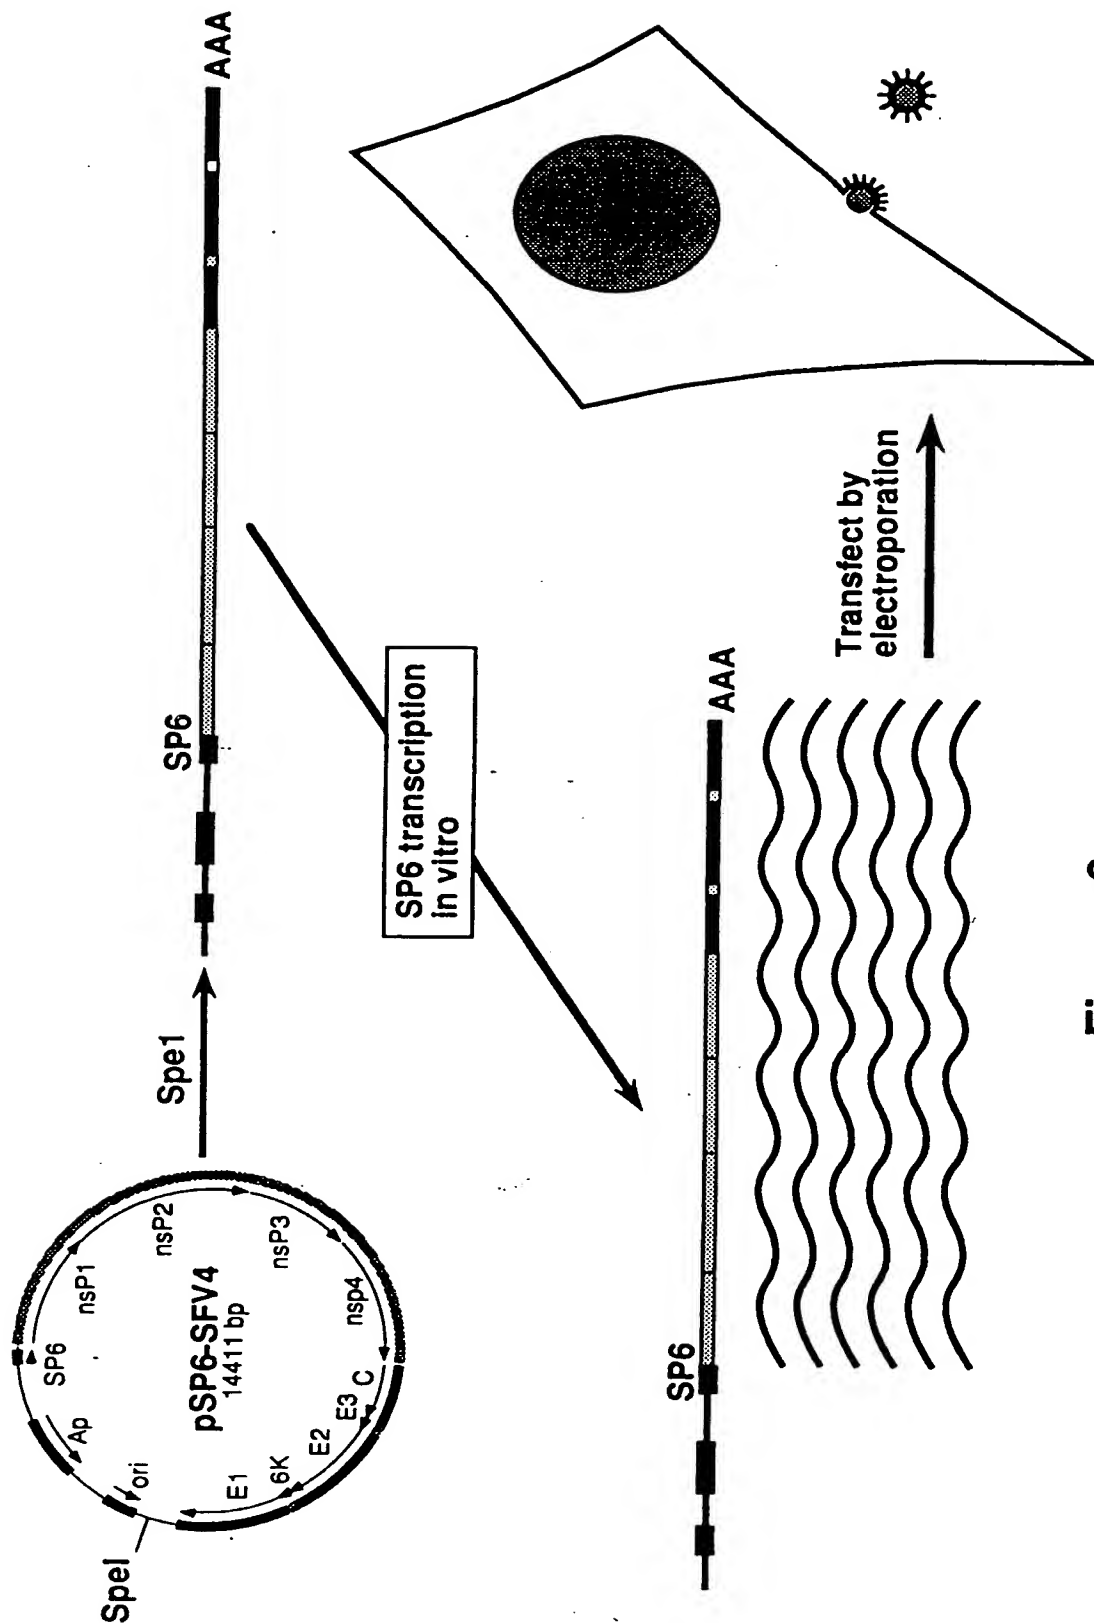 SpeI
ori
Ap
SP6
nsP1
nsP2
nsP3
nsp4
C
E3
E2
6K
E1
pSP6-SFV4
14411 bp
Spe1
SP6
AAA
SP6 transcription
in vitro
SP6
AAA
Transfect by
electroporation